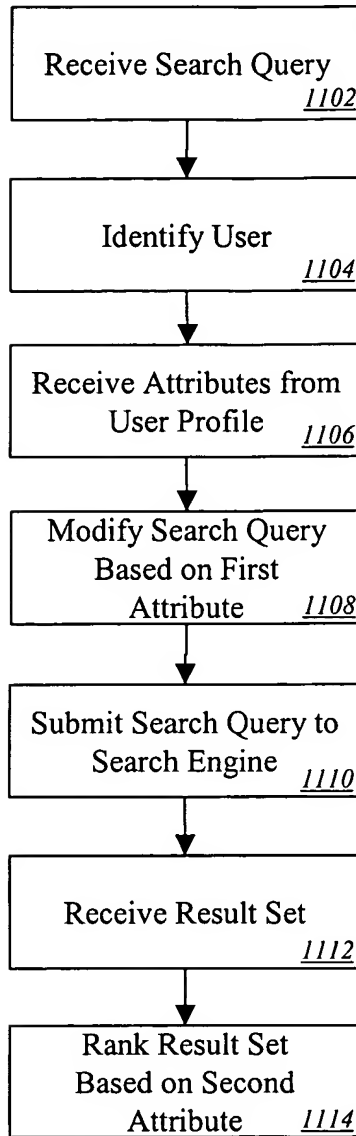 Receive Search Query
1102
Identify User
1104
Receive Attributes from
User Profile
1106
Modify Search Query
Based on First
Attribute
1108
Submit Search Query to
Search Engine
1110
Receive Result Set
1112
Rank Result Set
Based on Second
Attribute
1114